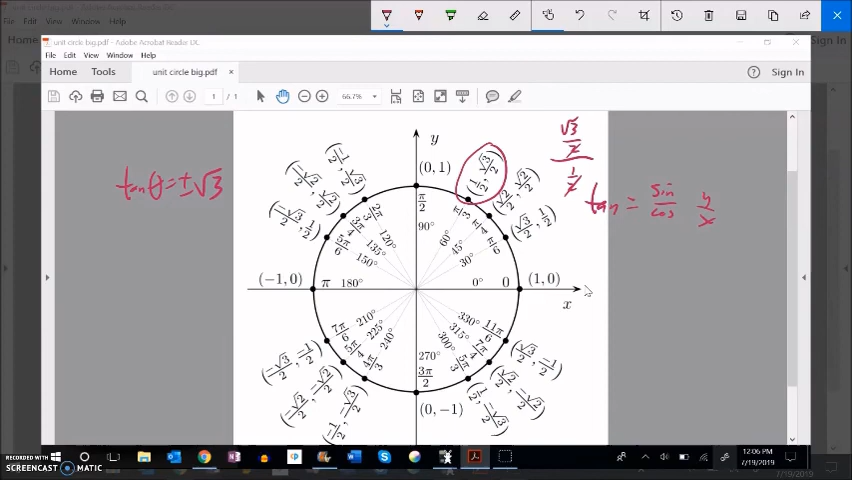 File Edit View Window Help
unit circle big.pdf - Adobe Acrobat Reader DC
File Edit View Window Help
Home Tools unit circle big.pdf × Sign In
1 / 1 66.7%
y
(0, 1)
(1/2, √3/2)
(√2/2, √2/2)
(√3/2, 1/2)
(-1/2, √3/2)
(-√2/2, √2/2)
(-√3/2, 1/2)
π/2
90°
2π/3 120°
3π/4 135°
5π/6 150°
π/3 60°
π/4 45°
π/6 30°
(-1, 0) π 180° 0° 0 (1, 0)
x
7π/6 210°
5π/4 225°
4π/3 240°
270°
3π/2
330° 11π/6
315° 7π/4
300° 5π/3
(-√3/2, -1/2)
(-√2/2, -√2/2)
(-1/2, -√3/2)
(√3/2, -1/2)
(√2/2, -√2/2)
(1/2, -√3/2)
(0, -1)
tan θ = ±√3
√3/2
1/2
tan = sin/cos y/x
RECORDED WITH
SCREENCAST MATIC
12:06 PM
7/19/2019